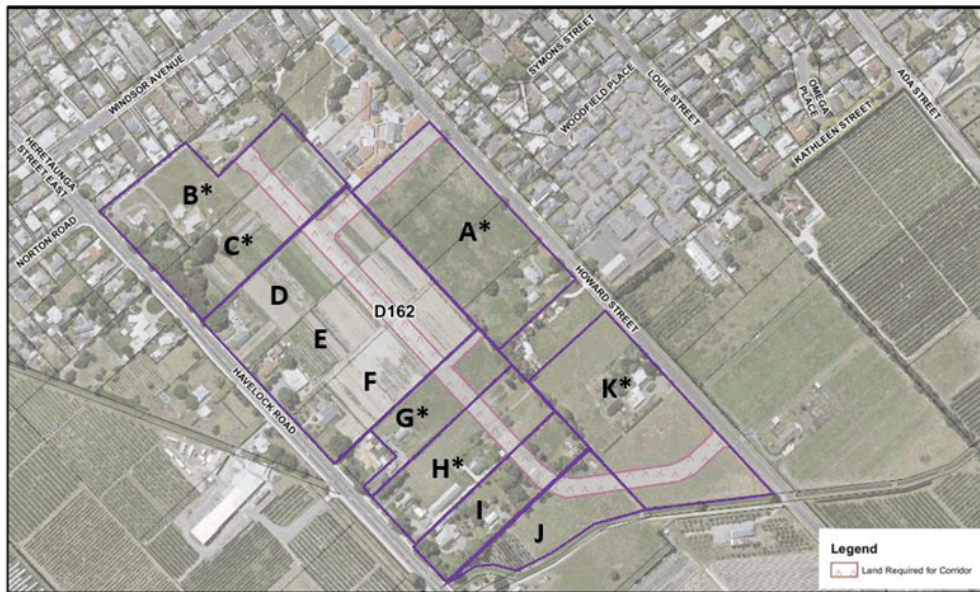 SYMONS STREET
WOODFIELD PLACE
LOUIE STREET
OMEGA
PLACE
KATHLEEN STREET
ADA STREET
WINDSOR AVENUE
HERETAUNGA
STREET EAST
NORTON ROAD
B*
C*
A*
D
D162
E
F
HOWARD STREET
HAVELOCK ROAD
G*
K*
H*
I
J
Legend
Land Required for Corridor